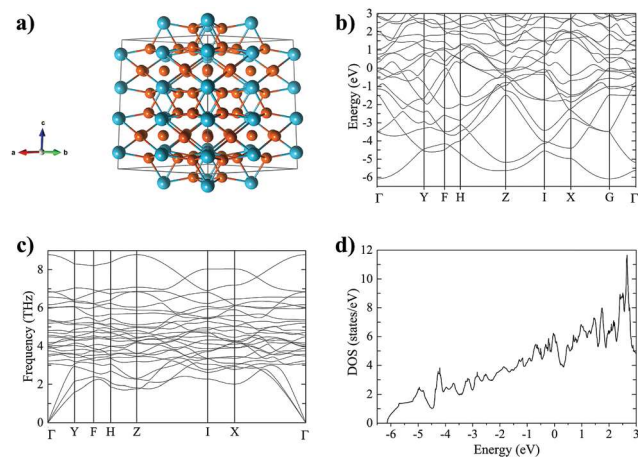 a)
c
a
b
b)
Energy (eV)
3
2
1
0
-1
-2
-3
-4
-5
-6
Γ Y F H Z I X G Γ
c)
Frequency (THz)
8
6
4
2
0
Γ Y F H Z I X Γ
d)
DOS (states/eV)
12
10
8
6
4
2
0
-6 -5 -4 -3 -2 -1 0 1 2 3
Energy (eV)